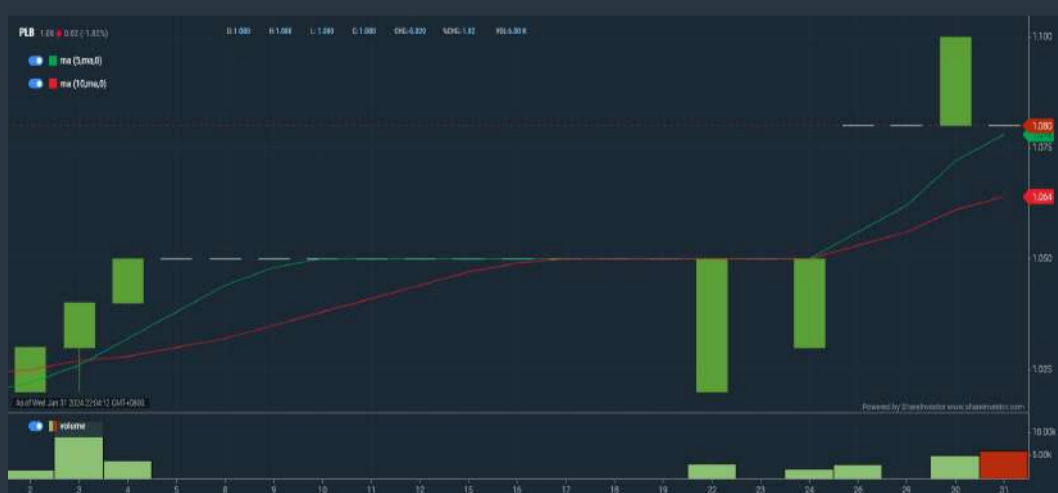 PLB 1.08 0.02 (-1.82%) O: 1.080 H: 1.080 L: 1.080 C: 1.080 CHG:-0.020 %CHG:-1.82 VOL:6.00 K
ma (5,ma,0)
ma (10,ma,0)
1.100
1.080
1.075
1.064
1.050
1.025
As of Wed Jan 31 2024 22:04:12 GMT+0800
Powered by ShareInvestor www.shareinvestor.com
volume
10.00k
5.00k
2 3 4 5 8 9 10 11 12 15 16 17 18 19 22 23 24 26 29 30 31